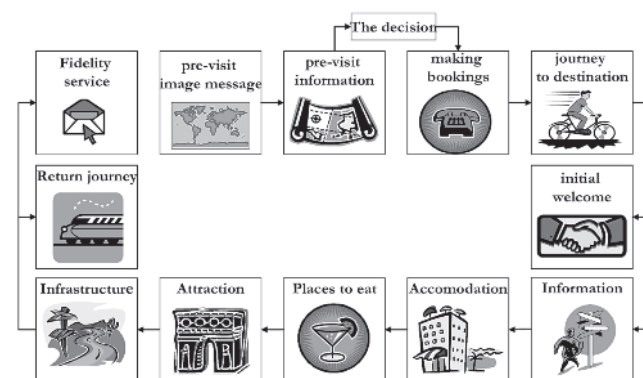 The decision
Fidelity
service
pre-visit
image message
pre-visit
information
making
bookings
journey
to destination
Return journey
initial
welcome
Infrastructure
Attraction
Places to eat
Accomodation
Information